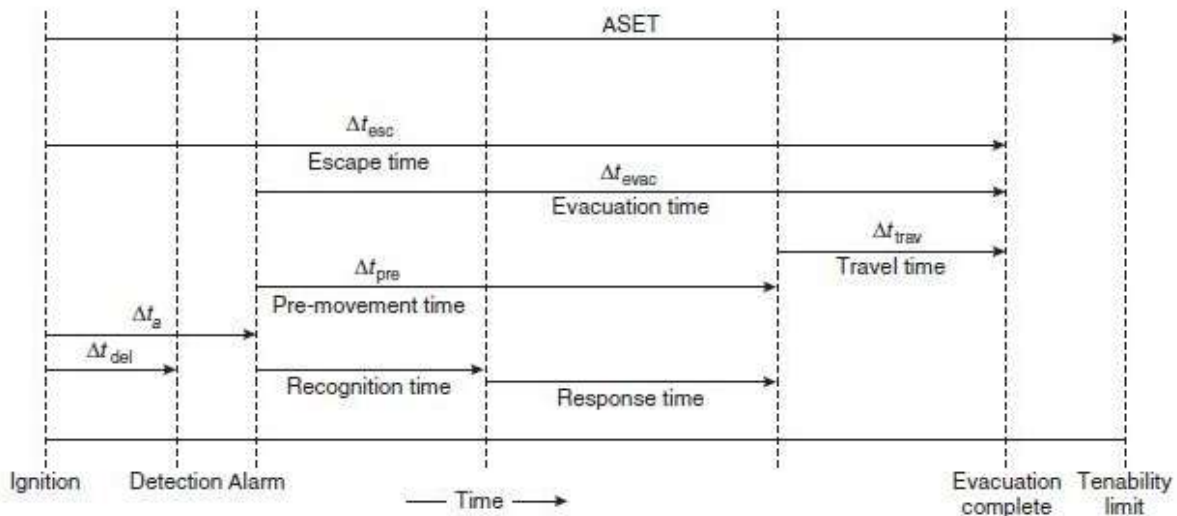 ASET
Δt_esc
Escape time
Δt_evac
Evacuation time
Δt_trav
Travel time
Δt_pre
Pre-movement time
Δt_a
Δt_del
Recognition time
Response time
Ignition
Detection
Alarm
Time
Evacuation
complete
Tenability
limit